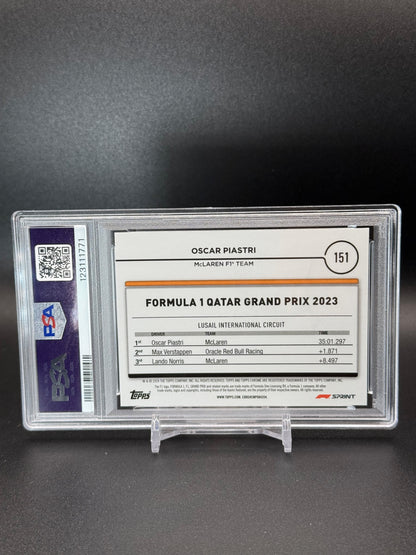 PSA
123111771
PSA
OSCAR PIASTRI
McLAREN F1® TEAM
151
FORMULA 1 QATAR GRAND PRIX 2023
LUSAIL INTERNATIONAL CIRCUIT
DRIVER TEAM TIME
1st Oscar Piastri McLaren 35:01.297
2nd Max Verstappen Oracle Red Bull Racing +1.871
3rd Lando Norris McLaren +8.497
Topps
F1 SPRINT